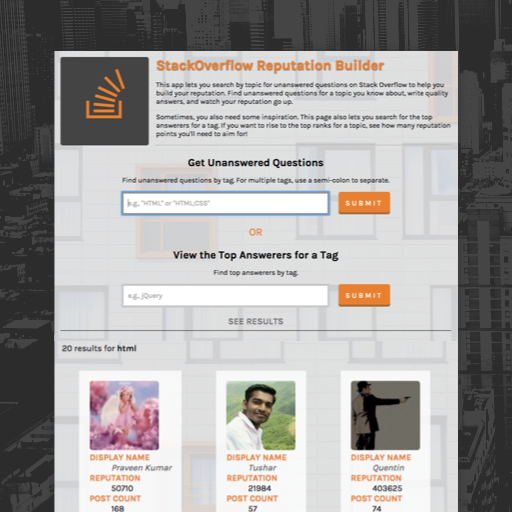 StackOverflow Reputation Builder
This app lets you search by topic for unanswered questions on Stack Overflow to help you
build your reputation. Find unanswered questions for a topic you know about, write quality
answers, and watch your reputation go up.
Sometimes, you also need some inspiration. This page also lets you search for the top
answerers for a tag. If you want to rise to the top ranks for a topic, see how many reputation
points you'll need to aim for!
Get Unanswered Questions
Find unanswered questions by tag. For multiple tags, use a semi-colon to separate.
e.g., "HTML" or "HTML;CSS"
SUBMIT
OR
View the Top Answerers for a Tag
Find top answerers by tag.
e.g., jQuery
SUBMIT
SEE RESULTS
20 results for html
DISPLAY NAME
Praveen Kumar
REPUTATION
50710
POST COUNT
168
DISPLAY NAME
Tushar
REPUTATION
21984
POST COUNT
57
DISPLAY NAME
Quentin
REPUTATION
403625
POST COUNT
74